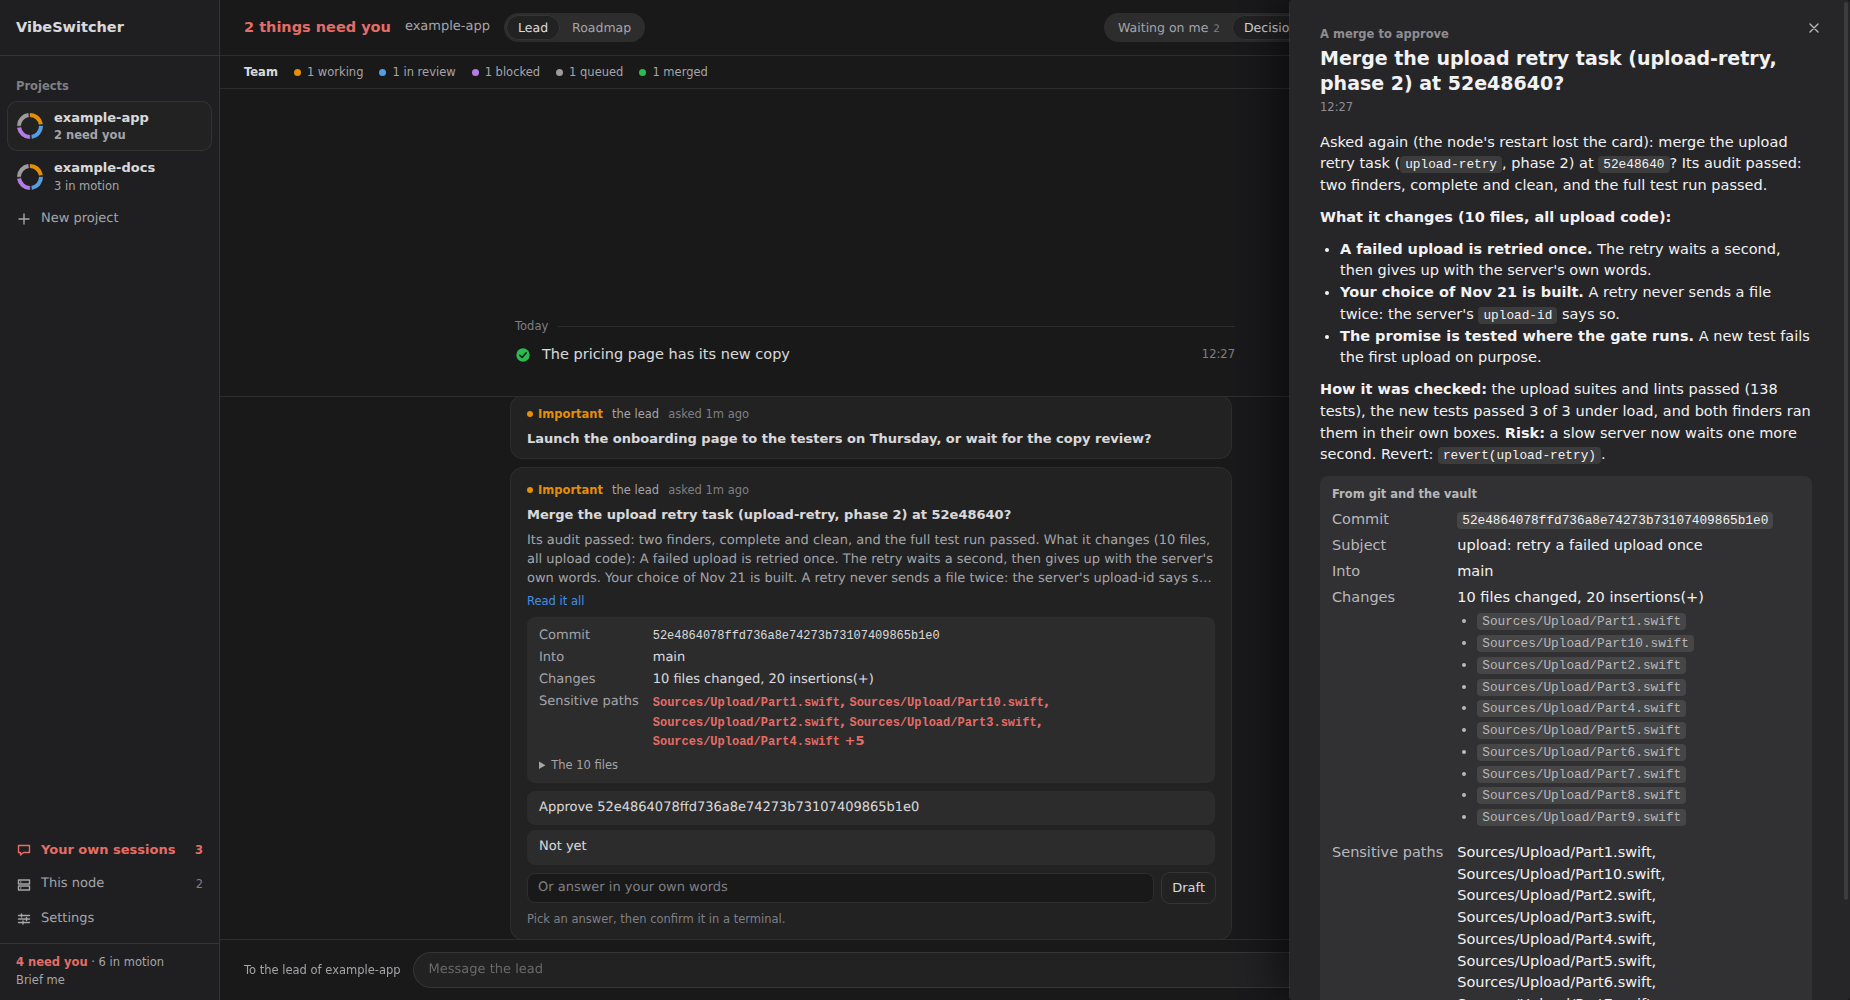 VibeSwitcher
Projects
example-app
2 need you
example-docs
3 in motion
New project
Your own sessions 3
This node 2
Settings
4 need you · 6 in motion
Brief me
2 things need you example-app Lead Roadmap Waiting on me 2
Team 1 working 1 in review 1 blocked 1 queued 1 merged
Today
The pricing page has its new copy 12:27
Important the lead asked 1m ago
Launch the onboarding page to the testers on Thursday, or wait for the copy review?
Important the lead asked 1m ago
Merge the upload retry task (upload-retry, phase 2) at 52e48640?
Its audit passed: two finders, complete and clean, and the full test run passed. What it changes (10 files,
all upload code): A failed upload is retried once. The retry waits a second, then gives up with the server's
own words. Your choice of Nov 21 is built. A retry never sends a file twice: the server's upload-id says s…
Read it all
Commit 52e4864078ffd736a8e74273b73107409865b1e0
Into main
Changes 10 files changed, 20 insertions(+)
Sensitive paths Sources/Upload/Part1.swift, Sources/Upload/Part10.swift,
Sources/Upload/Part2.swift, Sources/Upload/Part3.swift,
Sources/Upload/Part4.swift +5
The 10 files
Approve 52e4864078ffd736a8e74273b73107409865b1e0
Not yet
Or answer in your own words Draft
Pick an answer, then confirm it in a terminal.
To the lead of example-app Message the lead
A merge to approve
Merge the upload retry task (upload-retry,
phase 2) at 52e48640?
12:27
Asked again (the node's restart lost the card): merge the upload
retry task (upload-retry, phase 2) at 52e48640? Its audit passed:
two finders, complete and clean, and the full test run passed.
What it changes (10 files, all upload code):
• A failed upload is retried once. The retry waits a second,
then gives up with the server's own words.
• Your choice of Nov 21 is built. A retry never sends a file
twice: the server's upload-id says so.
• The promise is tested where the gate runs. A new test fails
the first upload on purpose.
How it was checked: the upload suites and lints passed (138
tests), the new tests passed 3 of 3 under load, and both finders ran
them in their own boxes. Risk: a slow server now waits one more
second. Revert: revert(upload-retry).
From git and the vault
Commit 52e4864078ffd736a8e74273b73107409865b1e0
Subject upload: retry a failed upload once
Into main
Changes 10 files changed, 20 insertions(+)
• Sources/Upload/Part1.swift
• Sources/Upload/Part10.swift
• Sources/Upload/Part2.swift
• Sources/Upload/Part3.swift
• Sources/Upload/Part4.swift
• Sources/Upload/Part5.swift
• Sources/Upload/Part6.swift
• Sources/Upload/Part7.swift
• Sources/Upload/Part8.swift
• Sources/Upload/Part9.swift
Sensitive paths Sources/Upload/Part1.swift,
Sources/Upload/Part10.swift,
Sources/Upload/Part2.swift,
Sources/Upload/Part3.swift,
Sources/Upload/Part4.swift,
Sources/Upload/Part5.swift,
Sources/Upload/Part6.swift,